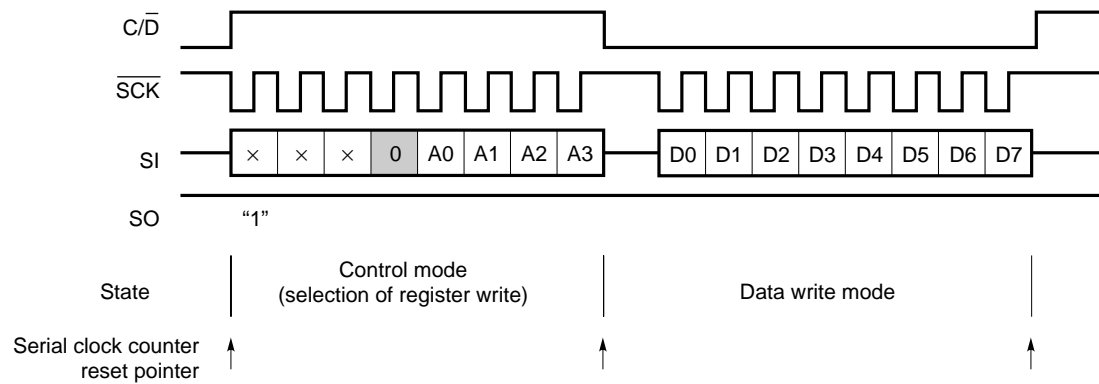 C/D̅
S̅C̅K̅
SI × × × 0 A0 A1 A2 A3 D0 D1 D2 D3 D4 D5 D6 D7
SO “1”
State Control mode
(selection of register write) Data write mode
Serial clock counter
reset pointer